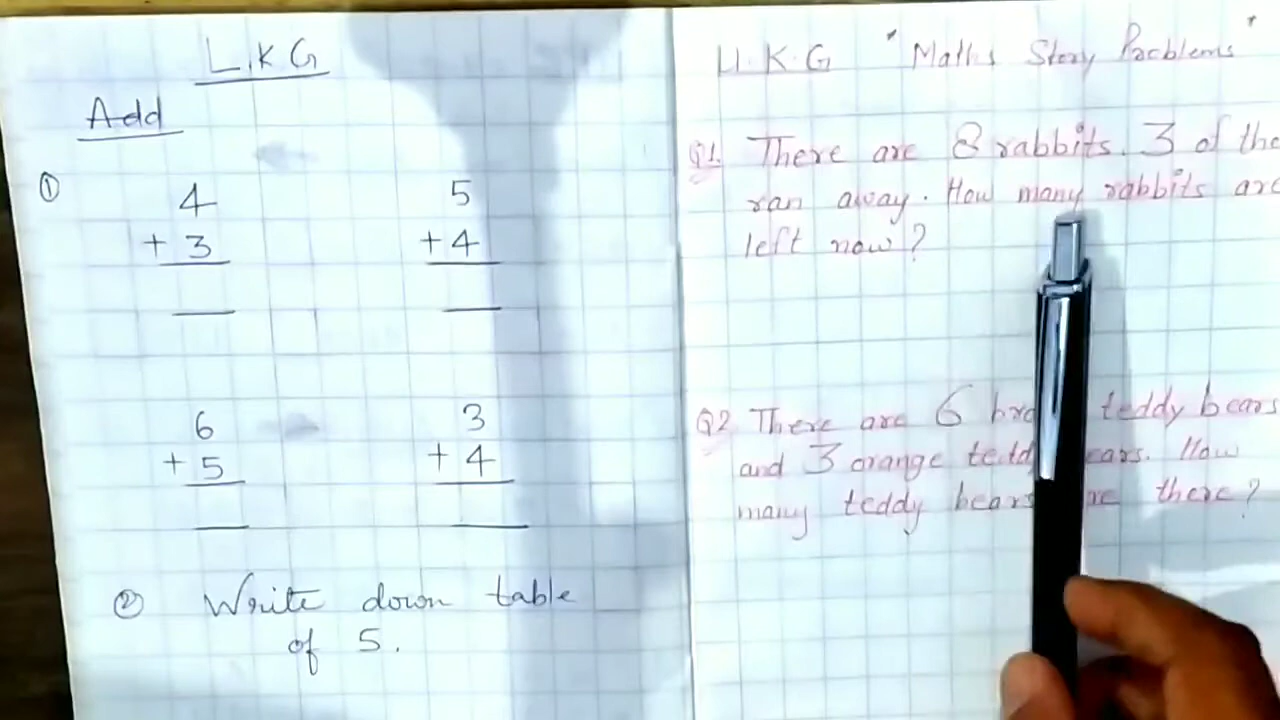 L.K.G
Add
①
4
+ 3
5
+ 4
6
+ 5
3
+ 4
② Write down table
of 5.
U.K.G "Maths Story Problems"
Q1. There are 8 rabbits. 3 of the
ran away. How many rabbits are
left now?
Q2 There are 6 teddy bears
and 3 orange teddy bears. How
many teddy bears are there?